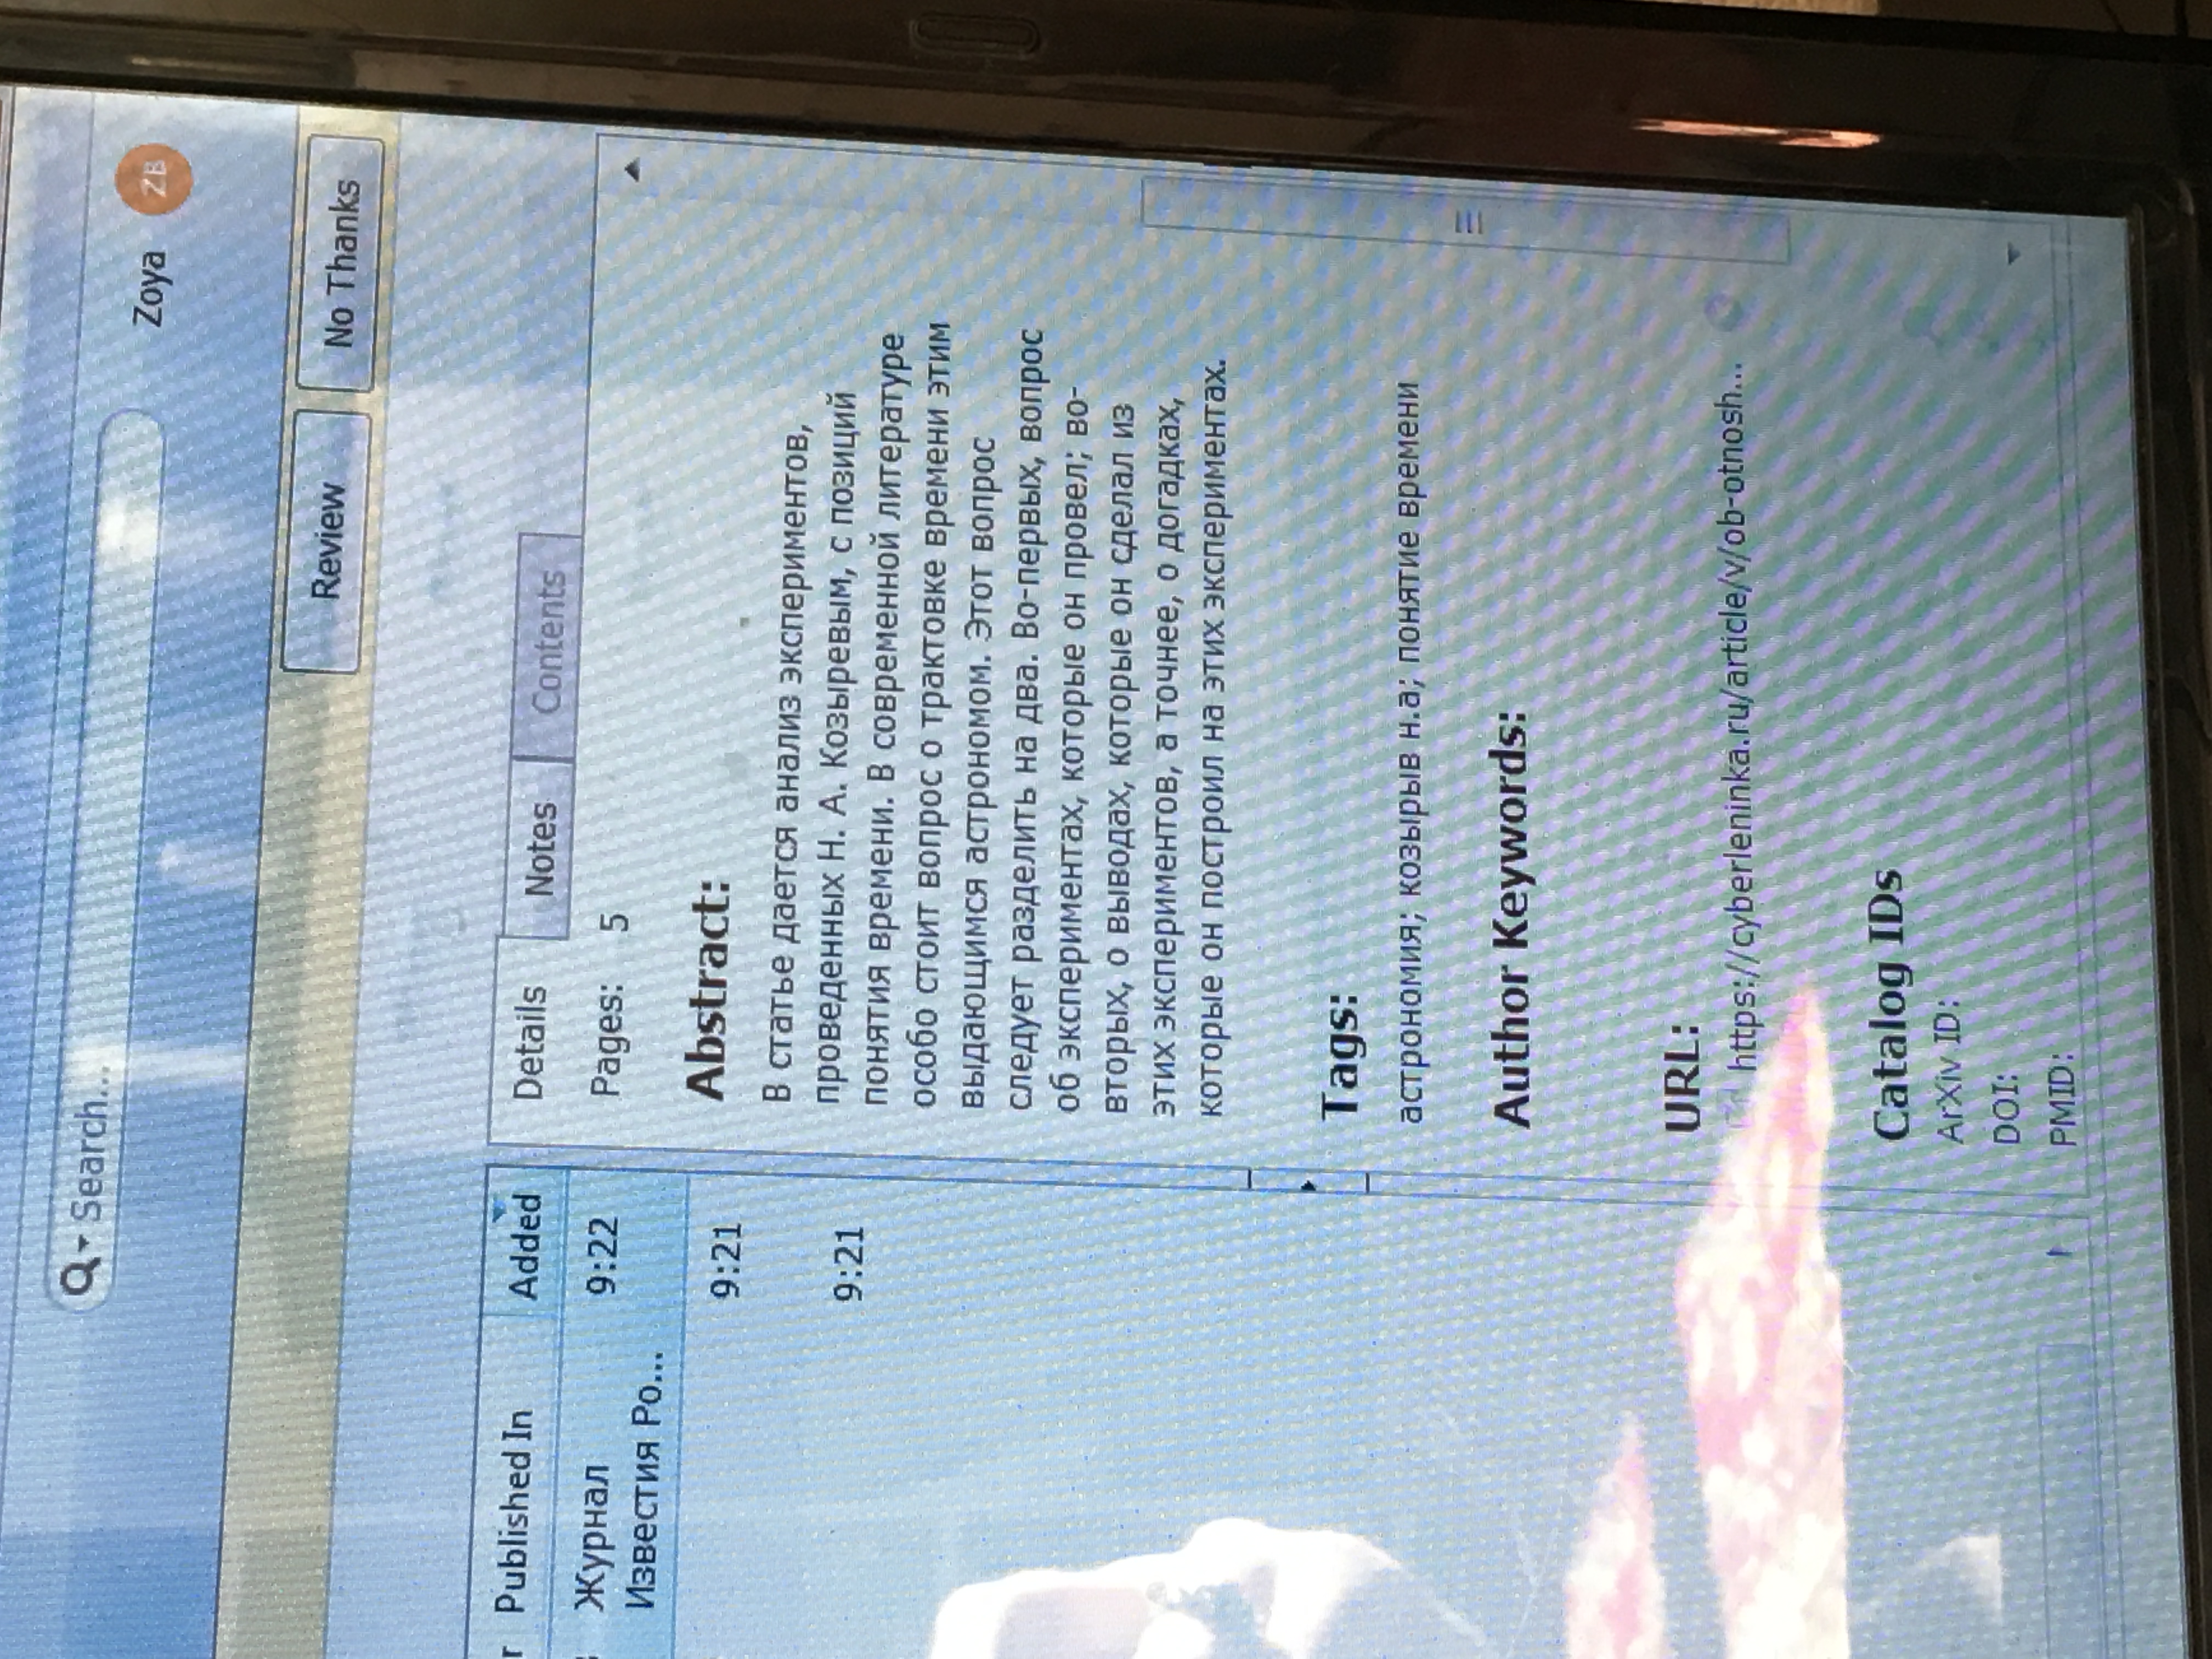 Search...
Zoya
ZB
Review
No Thanks
r Published In
Added
Журнал
Известия Ро...
9:22
9:21
9:21
Details
Notes
Contents
Pages: 5
Abstract:
В статье дается анализ экспериментов,
проведенных Н. А. Козыревым, с позиций
понятия времени. В современной литературе
особо стоит вопрос о трактовке времени этим
выдающимся астрономом. Этот вопрос
следует разделить на два. Во-первых, вопрос
об экспериментах, которые он провел; во-
вторых, о выводах, которые он сделал из
этих экспериментов, а точнее, о догадках,
которые он построил на этих экспериментах.
Tags:
астрономия; козырыв н.а; понятие времени
Author Keywords:
URL:
https://cyberleninka.ru/article/v/ob-otnosh...
Catalog IDs
ArXiv ID:
DOI:
PMID: